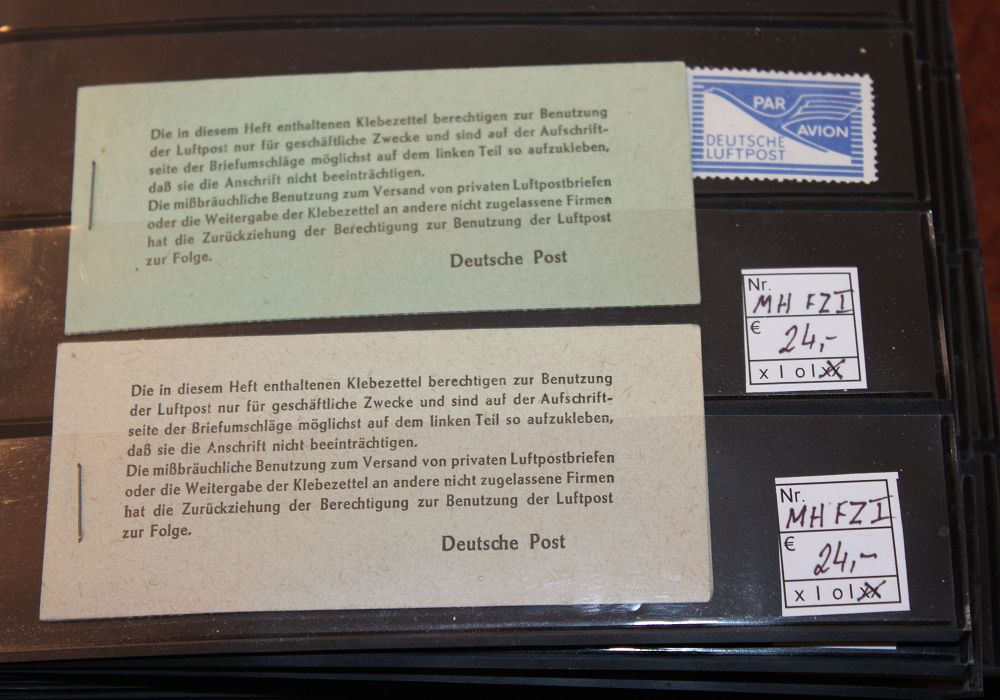 Die in diesem Heft enthaltenen Klebezettel berechtigen zur Benutzung
der Luftpost nur für geschäftliche Zwecke und sind auf der Aufschrift-
seite der Briefumschläge möglichst auf dem linken Teil so aufzukleben,
daß sie die Anschrift nicht beeinträchtigen.
Die mißbräuchliche Benutzung zum Versand von privaten Luftpostbriefen
oder die Weitergabe der Klebezettel an andere nicht zugelassene Firmen
hat die Zurückziehung der Berechtigung zur Benutzung der Luftpost
zur Folge.
Deutsche Post
PAR
AVION
DEUTSCHE
LUFTPOST
Nr.
MH FZ I
€
24,-
x I o I xx
Die in diesem Heft enthaltenen Klebezettel berechtigen zur Benutzung
der Luftpost nur für geschäftliche Zwecke und sind auf der Aufschrift-
seite der Briefumschläge möglichst auf dem linken Teil so aufzukleben,
daß sie die Anschrift nicht beeinträchtigen.
Die mißbräuchliche Benutzung zum Versand von privaten Luftpostbriefen
oder die Weitergabe der Klebezettel an andere nicht zugelassene Firmen
hat die Zurückziehung der Berechtigung zur Benutzung der Luftpost
zur Folge.
Deutsche Post
Nr.
MH FZ I
€
24,-
x I o I xx